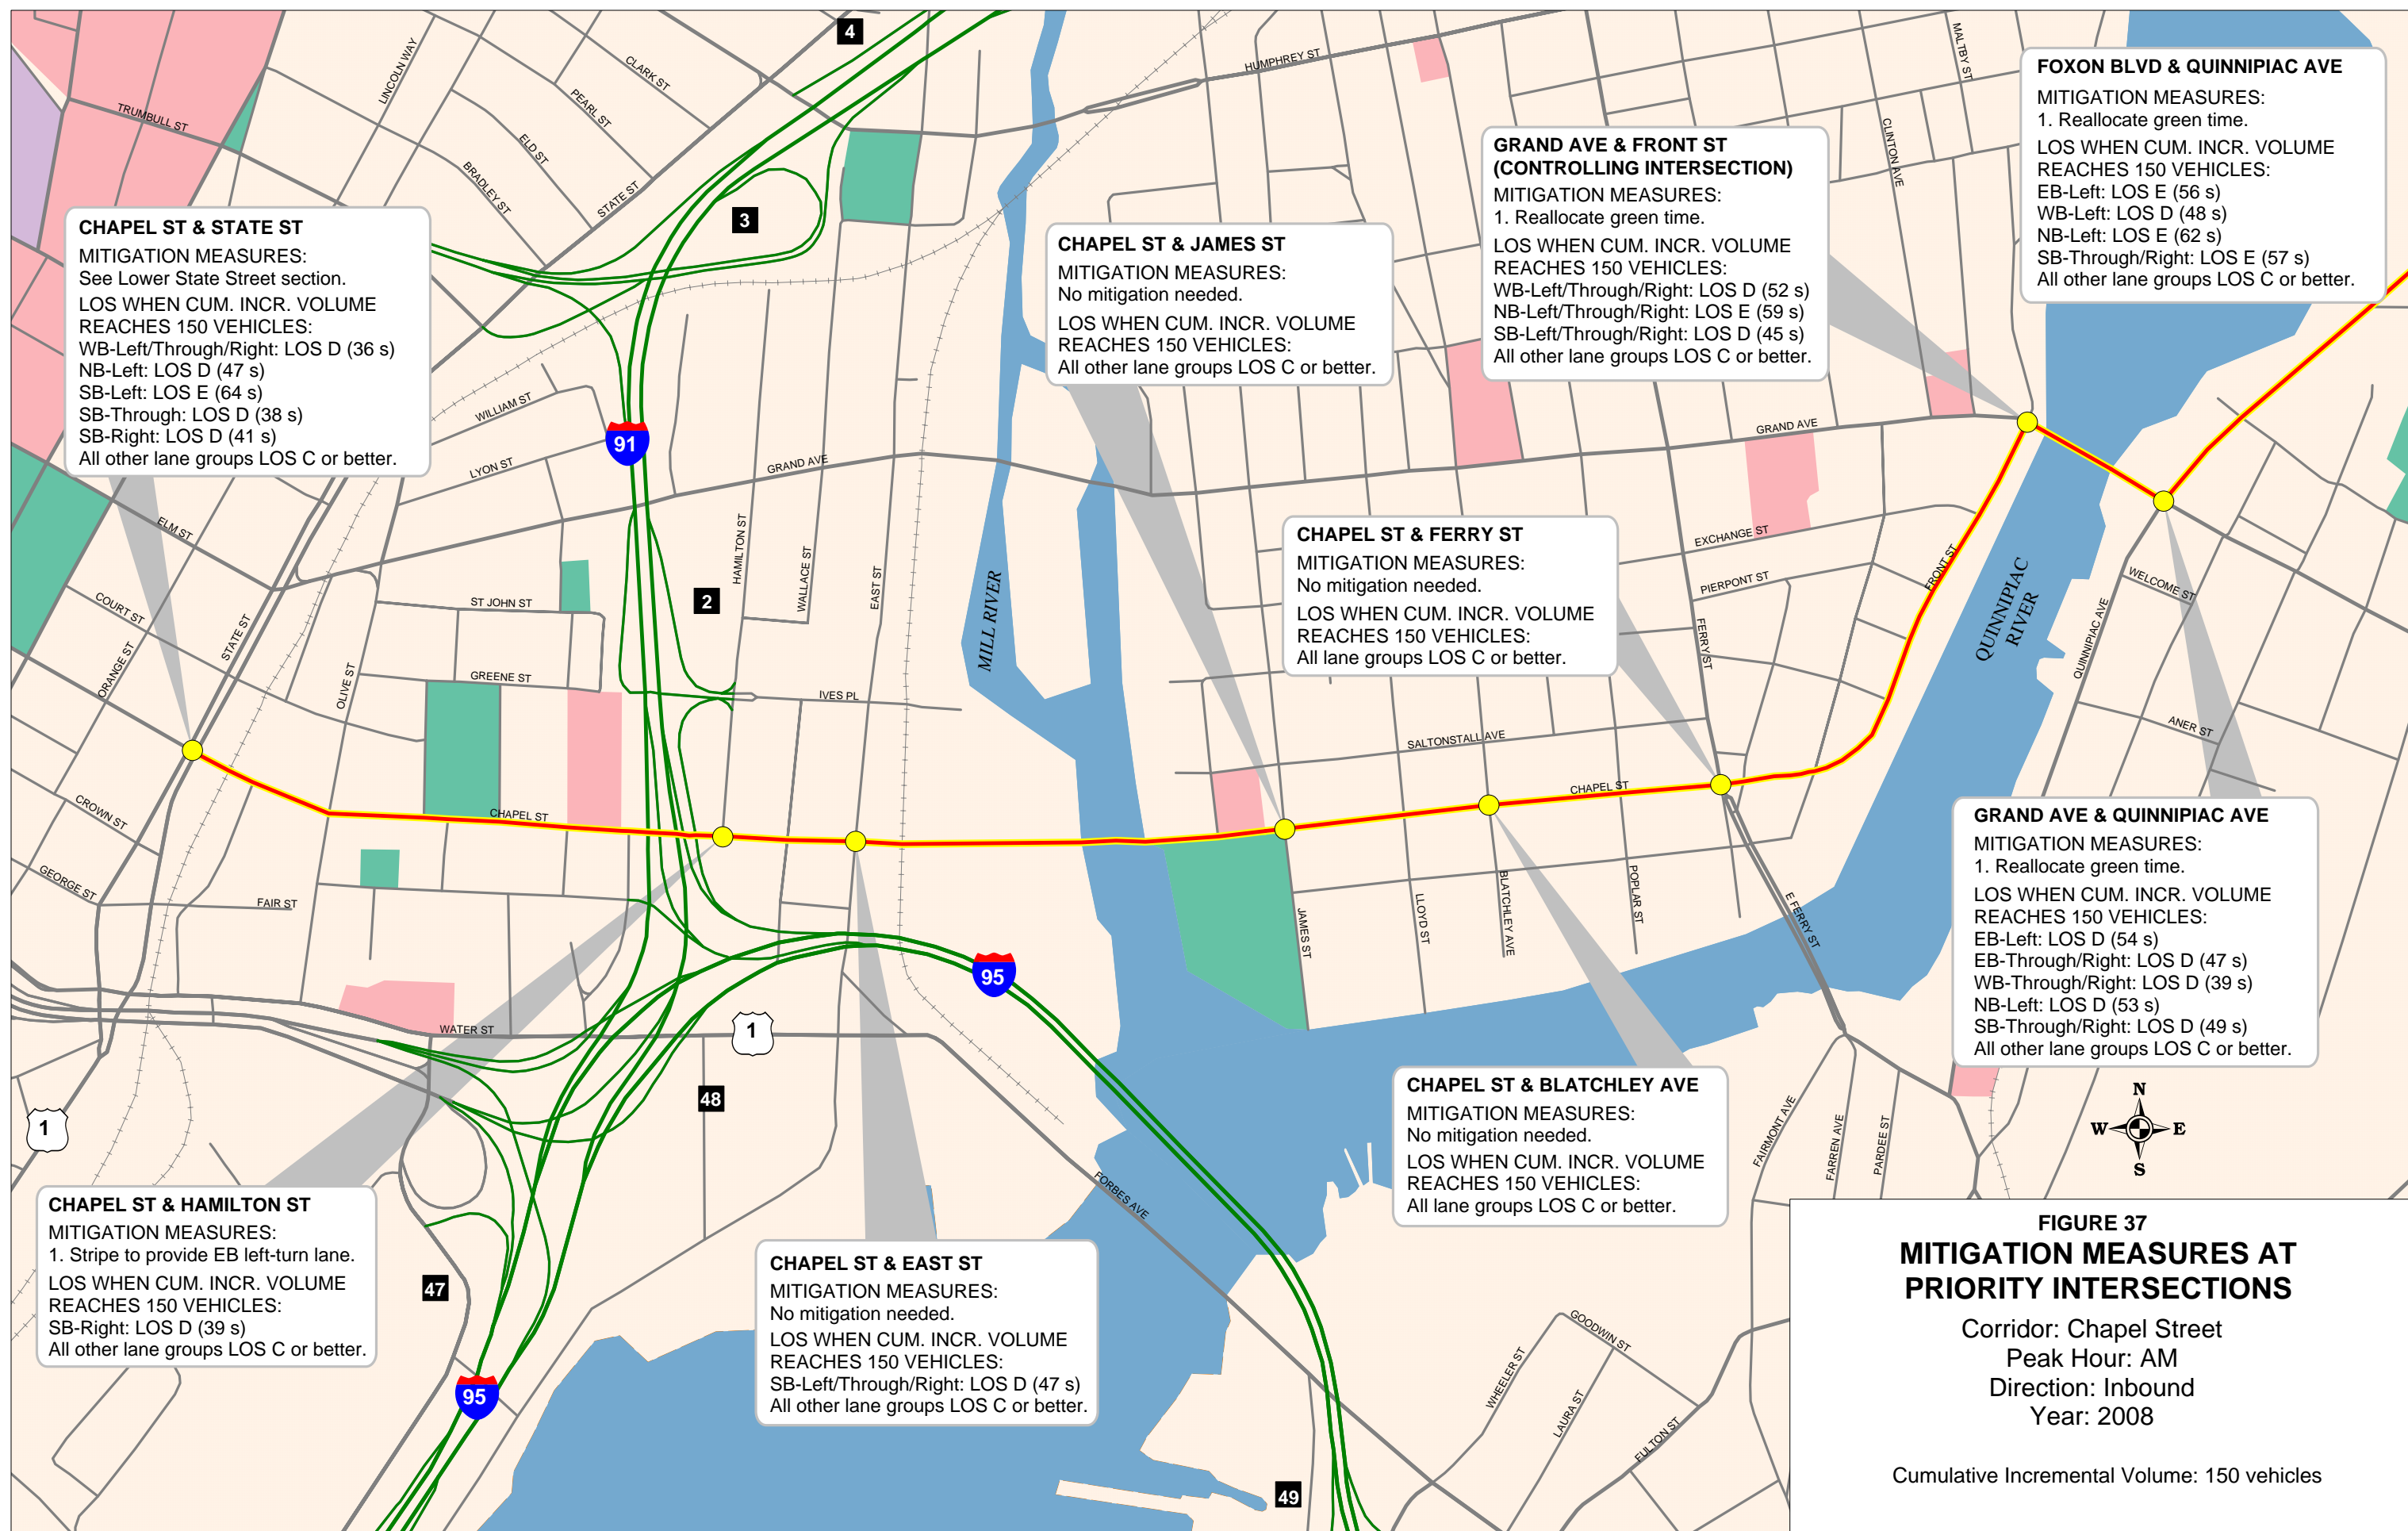 4
HUMPHREY ST
MALTBY ST
LINCOLN WAY
CLARK ST
TRUMBULL ST
PEARL ST
ELD ST
BRADLEY ST
STATE ST
3
CLINTON AVE
FOXON BLVD & QUINNIPIAC AVE
MITIGATION MEASURES:
1. Reallocate green time.
LOS WHEN CUM. INCR. VOLUME
REACHES 150 VEHICLES:
EB-Left: LOS E (56 s)
WB-Left: LOS D (48 s)
NB-Left: LOS E (62 s)
SB-Through/Right: LOS E (57 s)
All other lane groups LOS C or better.
GRAND AVE & FRONT ST
(CONTROLLING INTERSECTION)
MITIGATION MEASURES:
1. Reallocate green time.
LOS WHEN CUM. INCR. VOLUME
REACHES 150 VEHICLES:
WB-Left/Through/Right: LOS D (52 s)
NB-Left/Through/Right: LOS E (59 s)
SB-Left/Through/Right: LOS D (45 s)
All other lane groups LOS C or better.
CHAPEL ST & STATE ST
MITIGATION MEASURES:
See Lower State Street section.
LOS WHEN CUM. INCR. VOLUME
REACHES 150 VEHICLES:
WB-Left/Through/Right: LOS D (36 s)
NB-Left: LOS D (47 s)
SB-Left: LOS E (64 s)
SB-Through: LOS D (38 s)
SB-Right: LOS D (41 s)
All other lane groups LOS C or better.
CHAPEL ST & JAMES ST
MITIGATION MEASURES:
No mitigation needed.
LOS WHEN CUM. INCR. VOLUME
REACHES 150 VEHICLES:
All other lane groups LOS C or better.
WILLIAM ST
LYON ST
91
GRAND AVE
GRAND AVE
ELM ST
COURT ST
ORANGE ST
STATE ST
OLIVE ST
ST JOHN ST
GREENE ST
2
HAMILTON ST
WALLACE ST
EAST ST
IVES PL
MILL RIVER
CHAPEL ST & FERRY ST
MITIGATION MEASURES:
No mitigation needed.
LOS WHEN CUM. INCR. VOLUME
REACHES 150 VEHICLES:
All lane groups LOS C or better.
EXCHANGE ST
PIERPONT ST
FERRY ST
FRONT ST
QUINNIPIAC
RIVER
QUINNIPIAC AVE
WELCOME ST
ANER ST
SALTONSTALL AVE
CHAPEL ST
CHAPEL ST
CROWN ST
GEORGE ST
FAIR ST
WATER ST
JAMES ST
LLOYD ST
BLATCHLEY AVE
POPLAR ST
E FERRY ST
95
1
1
48
GRAND AVE & QUINNIPIAC AVE
MITIGATION MEASURES:
1. Reallocate green time.
LOS WHEN CUM. INCR. VOLUME
REACHES 150 VEHICLES:
EB-Left: LOS D (54 s)
EB-Through/Right: LOS D (47 s)
WB-Through/Right: LOS D (39 s)
NB-Left: LOS D (53 s)
SB-Through/Right: LOS D (49 s)
All other lane groups LOS C or better.
CHAPEL ST & BLATCHLEY AVE
MITIGATION MEASURES:
No mitigation needed.
LOS WHEN CUM. INCR. VOLUME
REACHES 150 VEHICLES:
All lane groups LOS C or better.
FAIRMONT AVE
FARREN AVE
PARDEE ST
N
W
E
S
FORBES AVE
CHAPEL ST & HAMILTON ST
MITIGATION MEASURES:
1. Stripe to provide EB left-turn lane.
LOS WHEN CUM. INCR. VOLUME
REACHES 150 VEHICLES:
SB-Right: LOS D (39 s)
All other lane groups LOS C or better.
47
95
CHAPEL ST & EAST ST
MITIGATION MEASURES:
No mitigation needed.
LOS WHEN CUM. INCR. VOLUME
REACHES 150 VEHICLES:
SB-Left/Through/Right: LOS D (47 s)
All other lane groups LOS C or better.
WHEELER ST
GOODWIN ST
LAURA ST
FULTON ST
49
FIGURE 37
MITIGATION MEASURES AT
PRIORITY INTERSECTIONS
Corridor: Chapel Street
Peak Hour: AM
Direction: Inbound
Year: 2008
Cumulative Incremental Volume: 150 vehicles